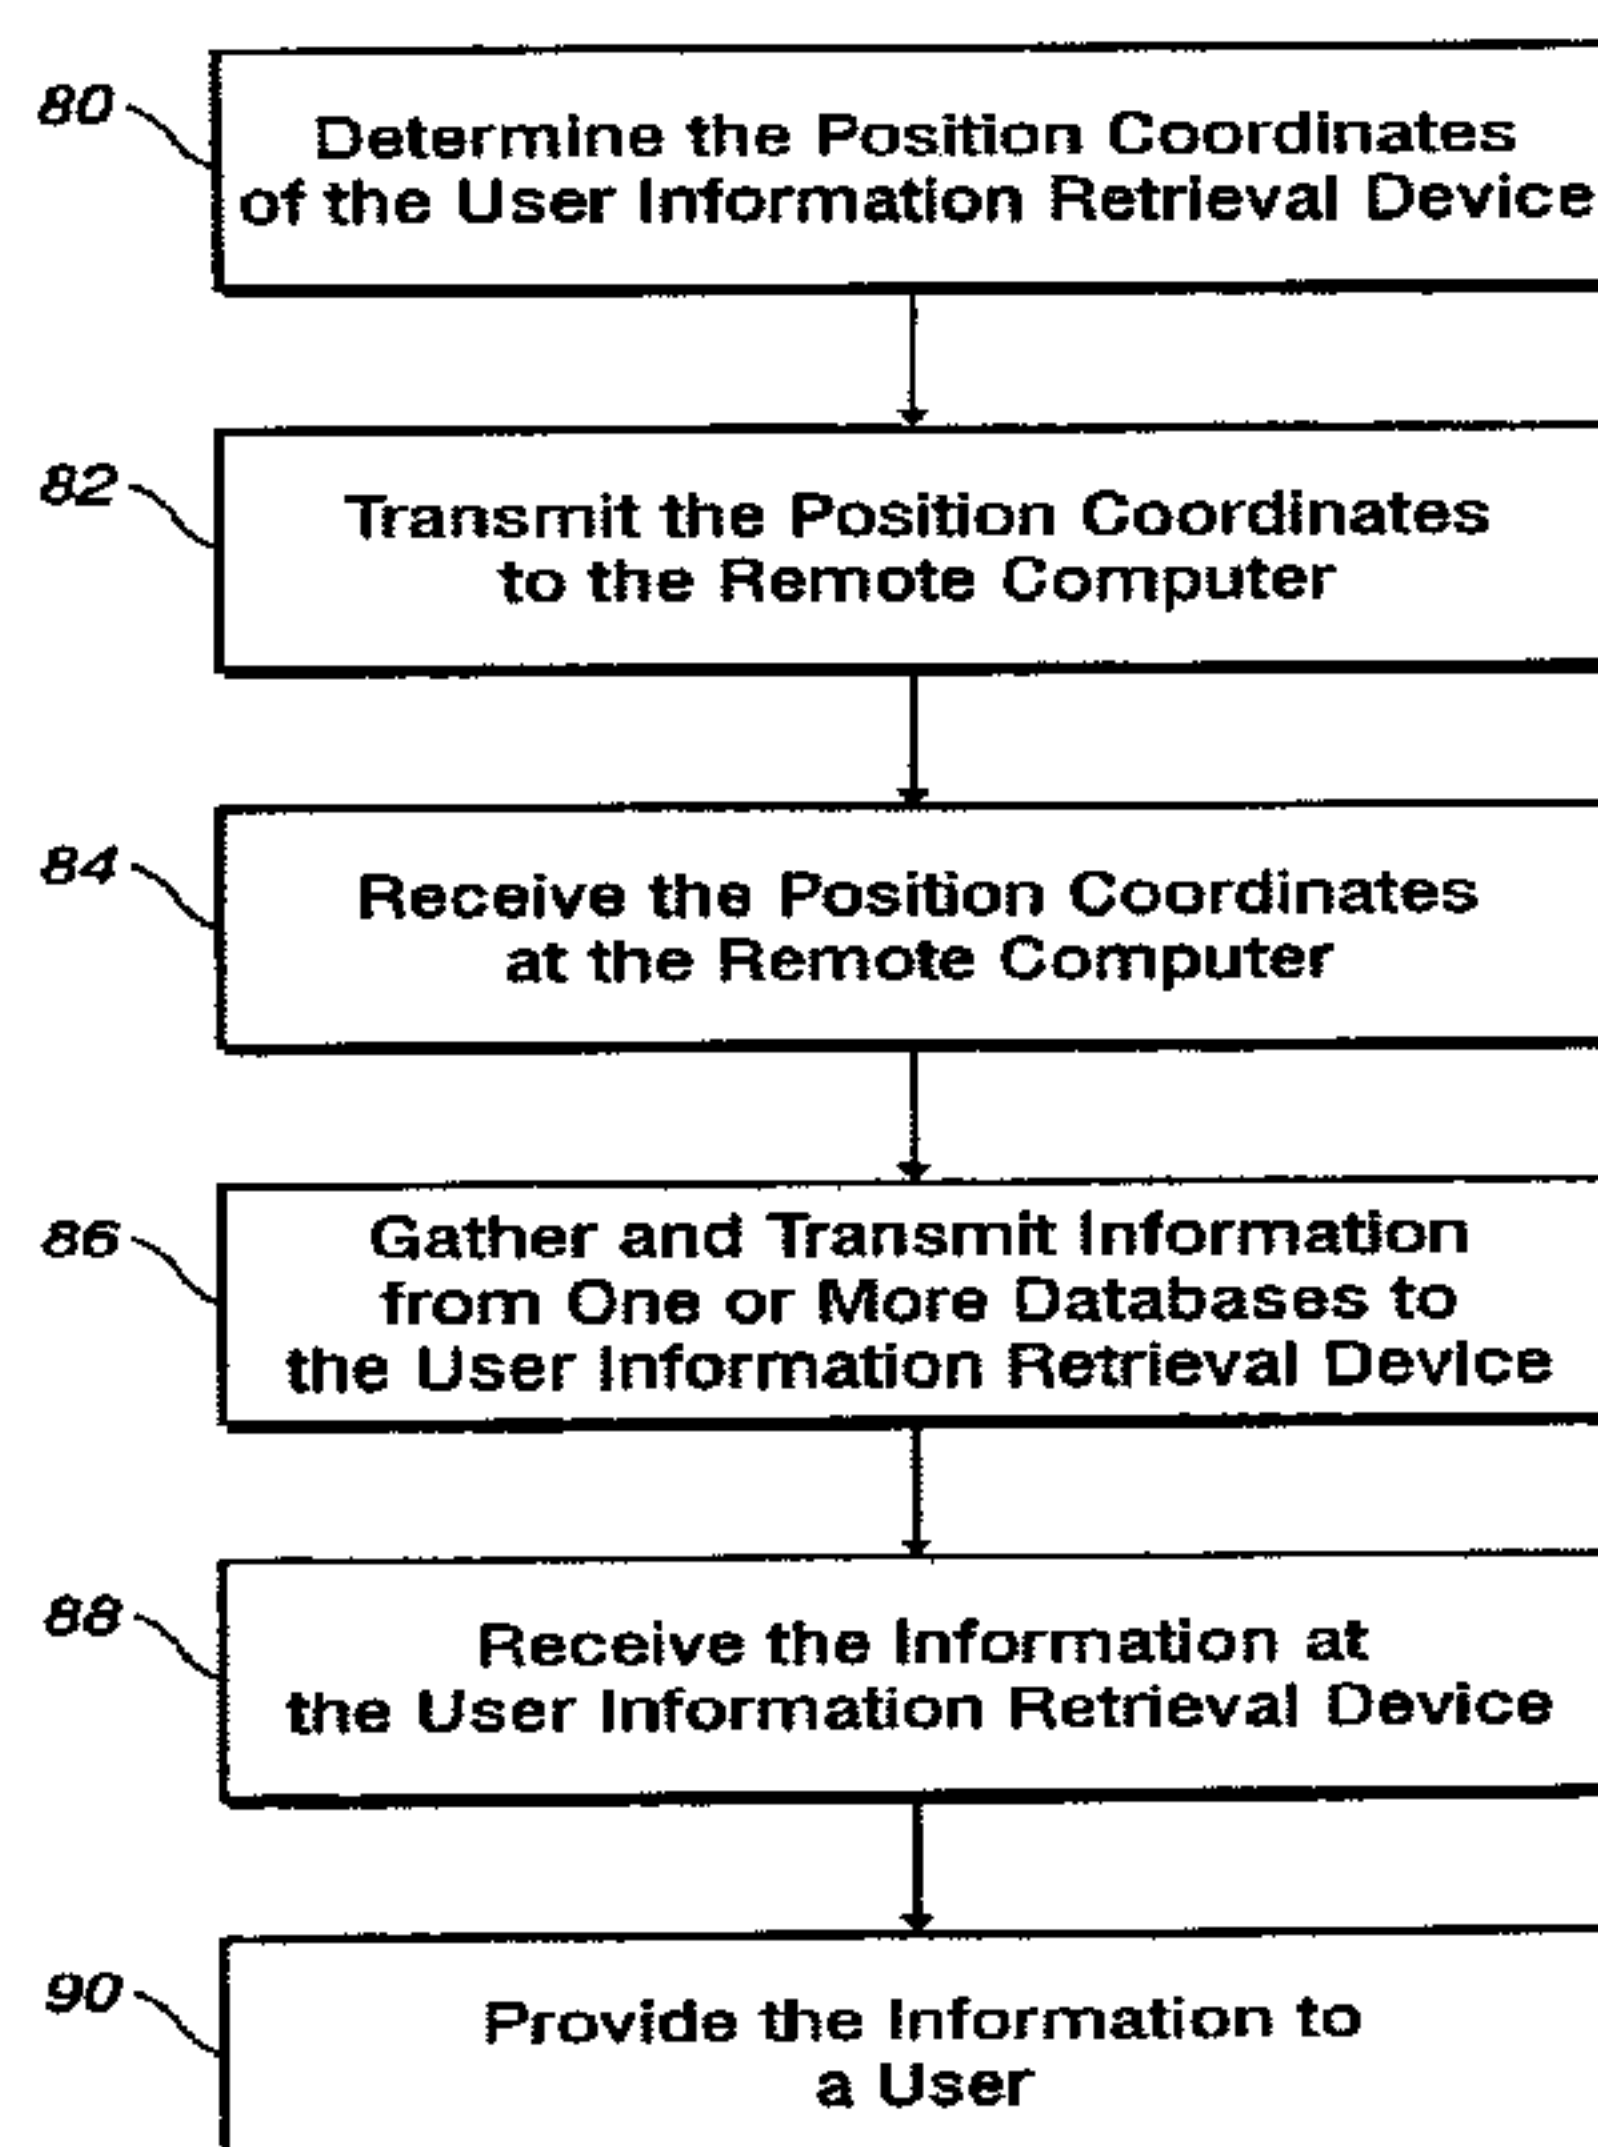 80
Determine the Position Coordinates
of the User Information Retrieval Device
82
Transmit the Position Coordinates
to the Remote Computer
84
Receive the Position Coordinates
at the Remote Computer
86
Gather and Transmit Information
from One or More Databases to
the User Information Retrieval Device
88
Receive the Information at
the User Information Retrieval Device
90
Provide the Information to
a User